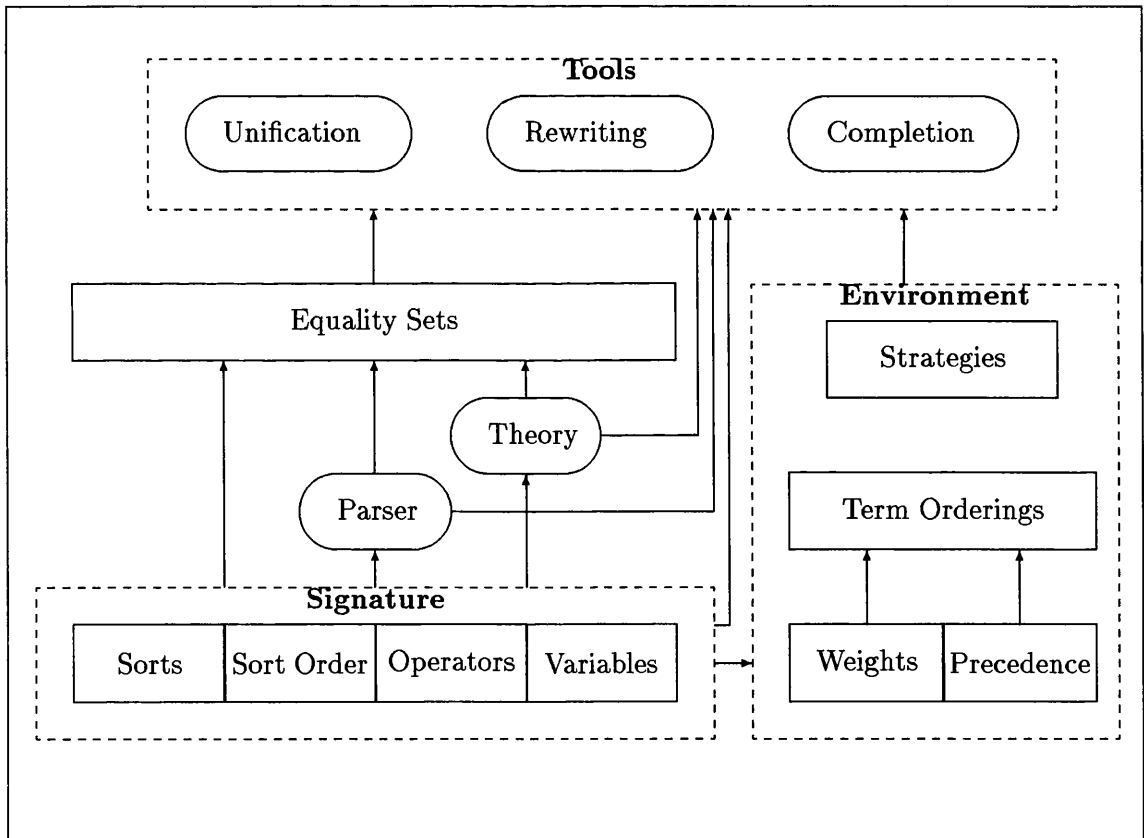 Tools
Unification
Rewriting
Completion
Equality Sets
Environment
Strategies
Theory
Parser
Term Orderings
Signature
Sorts
Sort Order
Operators
Variables
Weights
Precedence